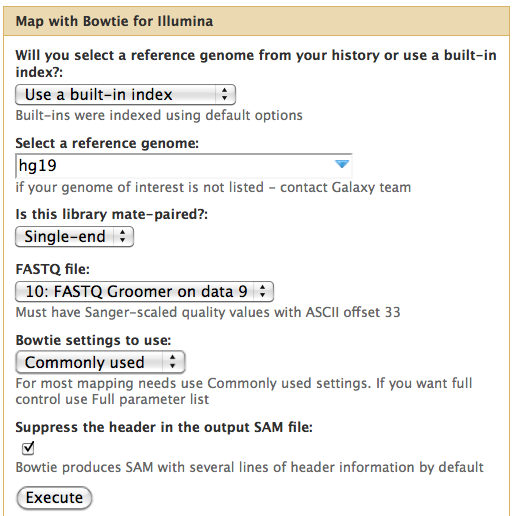 Map with Bowtie for Illumina
Will you select a reference genome from your history or use a built-in
index?:
Use a built-in index
Built-ins were indexed using default options
Select a reference genome:
hg19
if your genome of interest is not listed - contact Galaxy team
Is this library mate-paired?:
Single-end
FASTQ file:
10: FASTQ Groomer on data 9
Must have Sanger-scaled quality values with ASCII offset 33
Bowtie settings to use:
Commonly used
For most mapping needs use Commonly used settings. If you want full
control use Full parameter list
Suppress the header in the output SAM file:
Bowtie produces SAM with several lines of header information by default
Execute